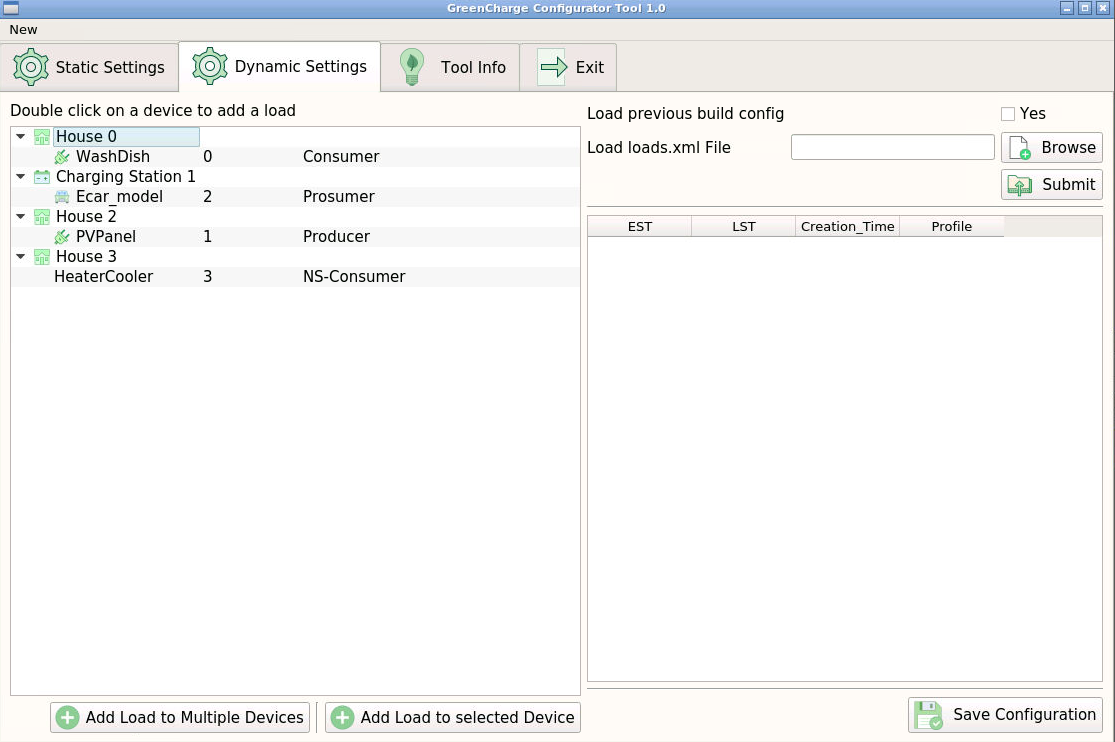 GreenCharge Configurator Tool 1.0
New
Static Settings
Dynamic Settings
Tool Info
Exit
Double click on a device to add a load
House 0
WashDish 0 Consumer
Charging Station 1
Ecar_model 2 Prosumer
House 2
PVPanel 1 Producer
House 3
HeaterCooler 3 NS-Consumer
Add Load to Multiple Devices
Add Load to selected Device
Load previous build config
Yes
Load loads.xml File
Browse
Submit
EST LST Creation_Time Profile
Save Configuration